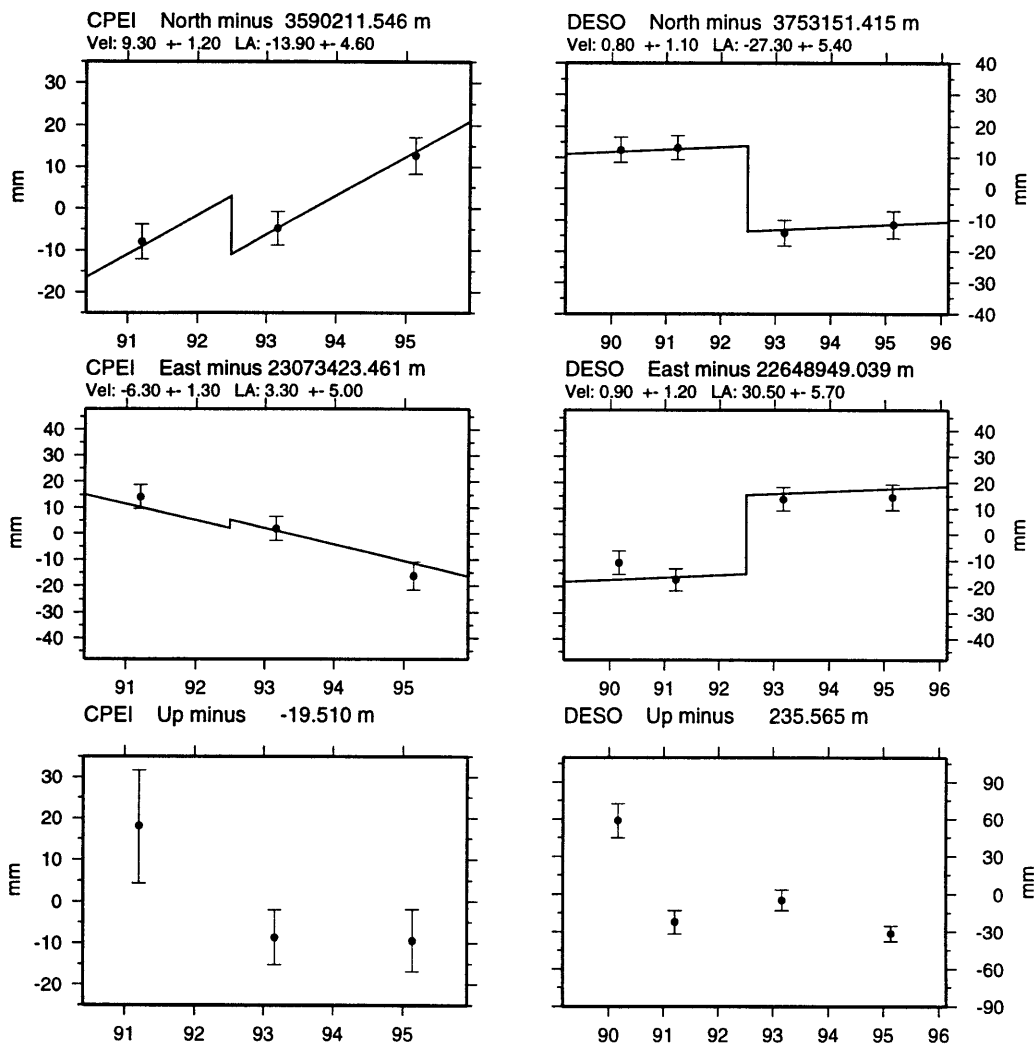 CPEI North minus 3590211.546 m
Vel: 9.30 +- 1.20 LA: -13.90 +- 4.60
30
20
10
0
-10
-20
mm
91 92 93 94 95
DESO North minus 3753151.415 m
Vel: 0.80 +- 1.10 LA: -27.30 +- 5.40
40
30
20
10
0
-10
-20
-30
-40
mm
90 91 92 93 94 95 96
CPEI East minus 23073423.461 m
Vel: -6.30 +- 1.30 LA: 3.30 +- 5.00
40
30
20
10
0
-10
-20
-30
-40
mm
91 92 93 94 95
DESO East minus 22648949.039 m
Vel: 0.90 +- 1.20 LA: 30.50 +- 5.70
40
30
20
10
0
-10
-20
-30
-40
mm
90 91 92 93 94 95 96
CPEI Up minus -19.510 m
30
20
10
0
-10
-20
mm
91 92 93 94 95
DESO Up minus 235.565 m
90
60
30
0
-30
-60
-90
mm
90 91 92 93 94 95 96